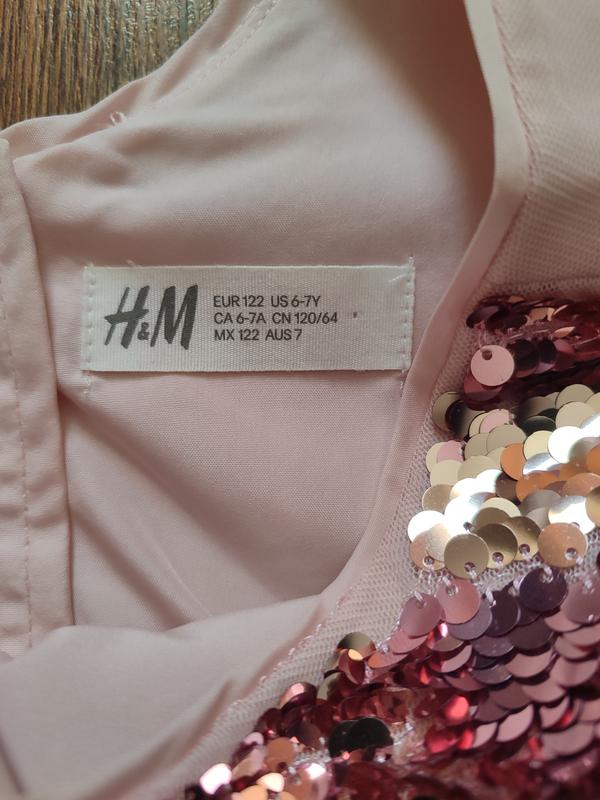 H&M
EUR 122 US 6-7Y
CA 6-7A CN 120/64
MX 122 AUS 7